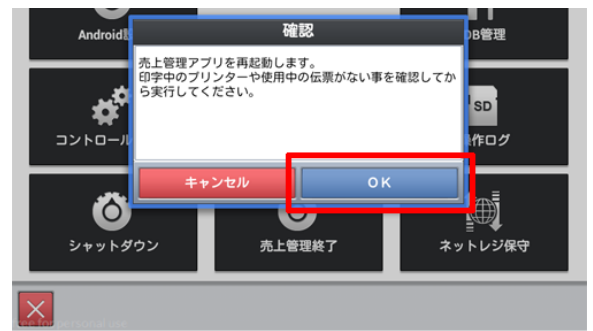 確認
Android
DB管理
売上管理アプリを再起動します。
印字中のプリンターや使用中の伝票がない事を確認してか
ら実行してください。
SD
コントロール
作ログ
キャンセル
OK
シャットダウン
売上管理終了
ネットレジ保守
free for personal use